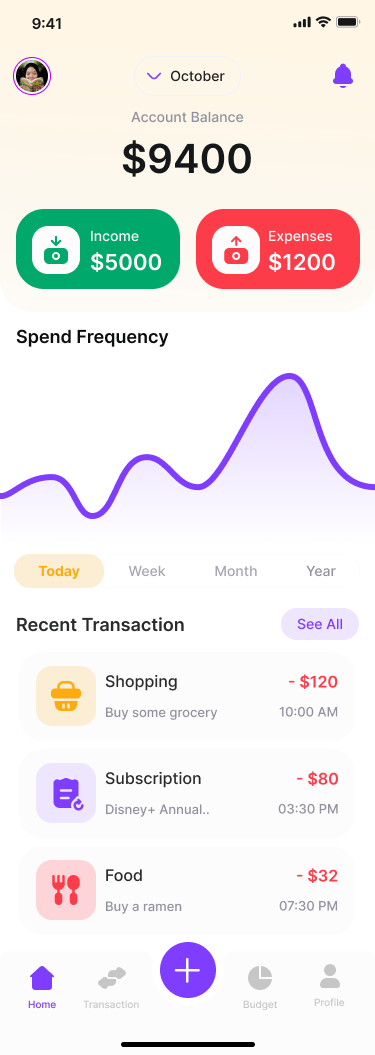 9:41
October
Account Balance
$9400
Income
$5000
Expenses
$1200
Spend Frequency
Today
Week
Month
Year
Recent Transaction
See All
Shopping
- $120
Buy some grocery
10:00 AM
Subscription
- $80
Disney+ Annual..
03:30 PM
Food
- $32
Buy a ramen
07:30 PM
Home
Transaction
Budget
Profile